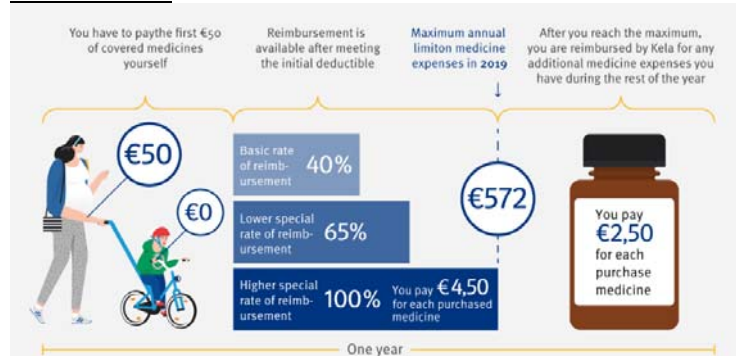 You have to paythe first €50
of covered medicines
yourself
Reimbursement is
available after meeting
the initial deductible
Maximum annual
limiton medicine
expenses in 2019
After you reach the maximum,
you are reimbursed by Kela for any
additional medicine expenses you
have during the rest of the year
€50
€0
Basic rate
of reimb-
ursement
40%
Lower special
rate of reimb-
ursement
65%
Higher special
rate of reimb-
ursement
100%
You pay €4,50
for each purchased
medicine
€572
You pay
€2,50
for each
purchase
medicine
One year